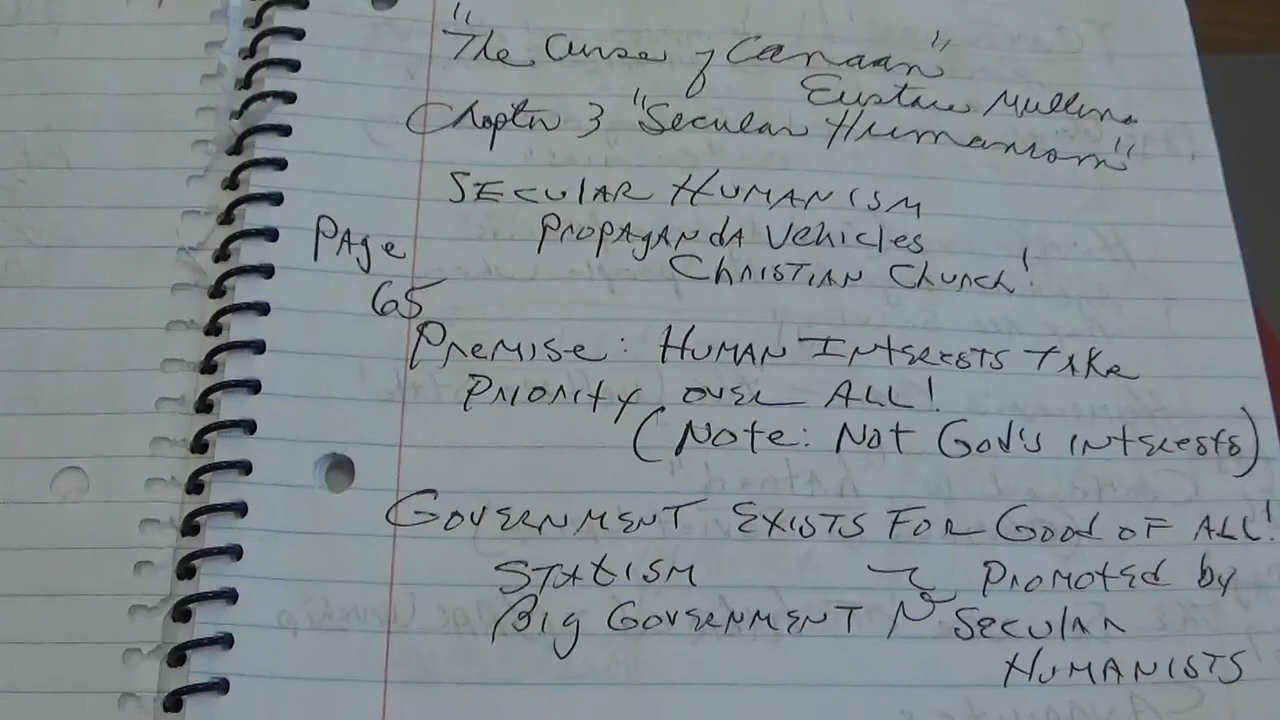 "The Curse of Canaan"
Eustace Mullins
Chapter 3 "Secular Humanism"
SECULAR HUMANISM
PROPAGANDA VEHICLES
CHRISTIAN CHURCH!
PAge
65
PREMISE: HUMAN INTERESTS TAKE
PRIORITY OVER ALL!
(NOTE: NOT GOD'S INTERESTS)
GOVERNMENT EXISTS FOR GOOD OF ALL!
STATISM PROMOTED by
BIg GOVERNMENT SECULAR
HUMANISTS